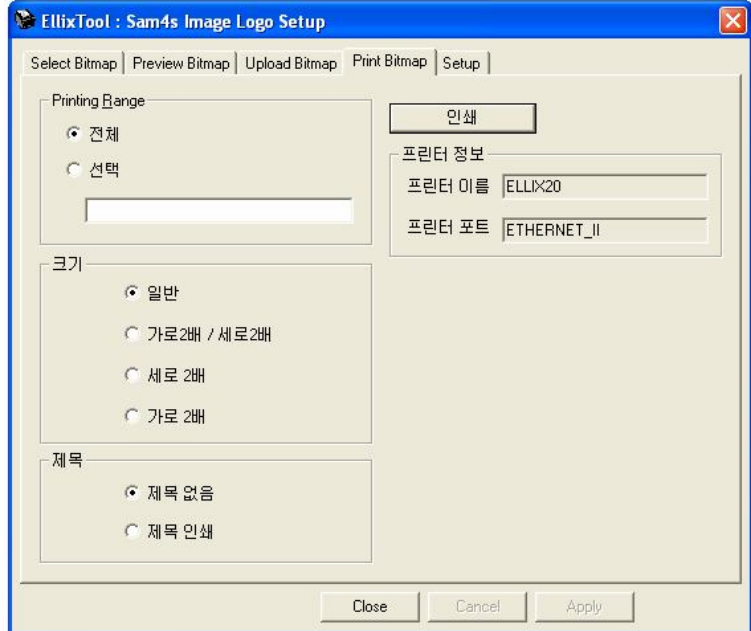 EllixTool : Sam4s Image Logo Setup
Select Bitmap Preview Bitmap Upload Bitmap Print Bitmap Setup
Printing Range
전체
선택
인쇄
프린터 정보
프린터 이름 ELLIX20
프린터 포트 ETHERNET_II
크기
일반
가로2배 / 세로2배
세로 2배
가로 2배
제목
제목 없음
제목 인쇄
Close Cancel Apply